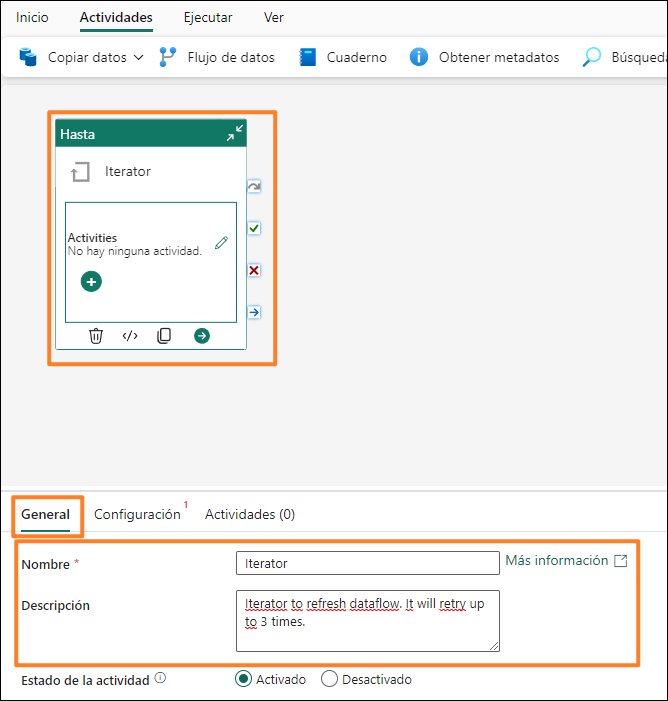 Inicio Actividades Ejecutar Ver
Copiar datos Flujo de datos Cuaderno Obtener metadatos Búsqueda
Hasta
Iterator
Activities
No hay ninguna actividad.
General Configuración 1 Actividades (0)
Nombre * Iterator Más información
Descripción Iterator to refresh dataflow. It will retry up
to 3 times.
Estado de la actividad Activado Desactivado